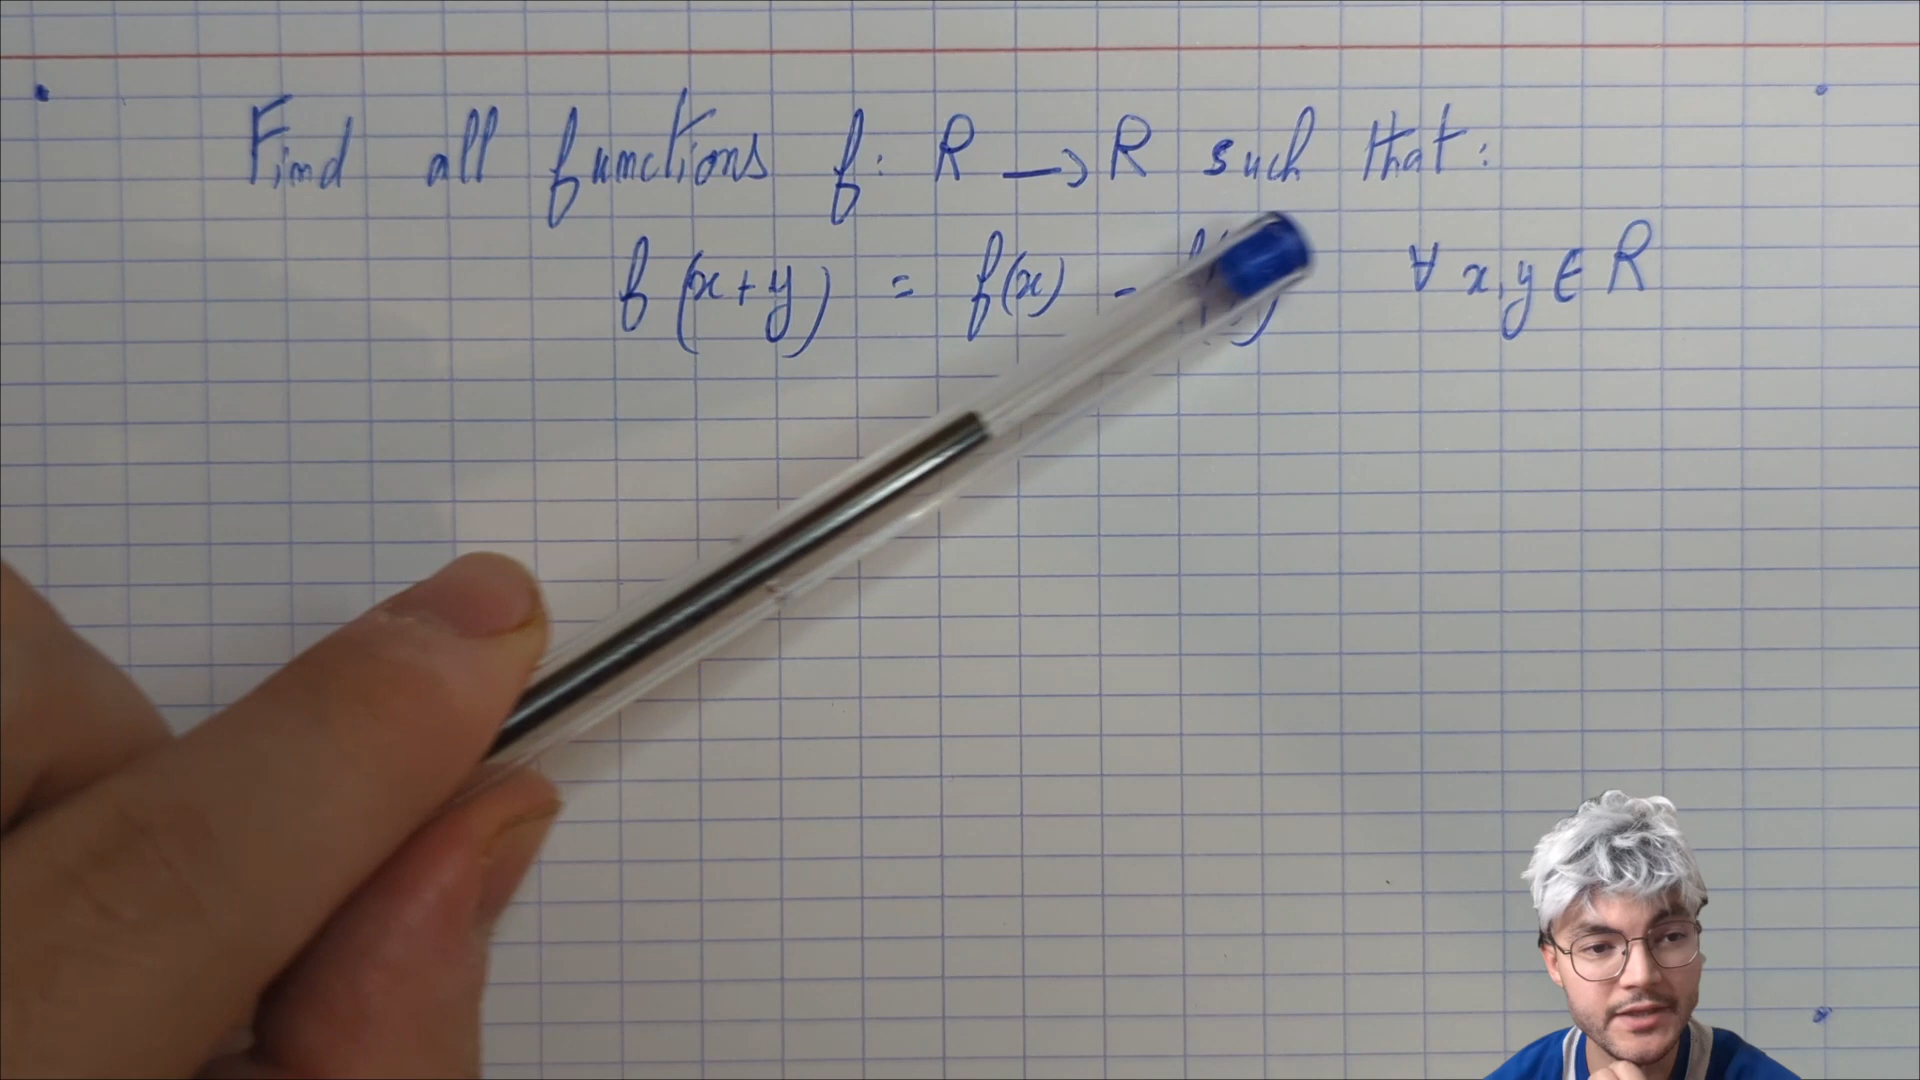 Find all functions f: R → R such that:
f(x+y) = f(x) - ∀ x,y ∈ R